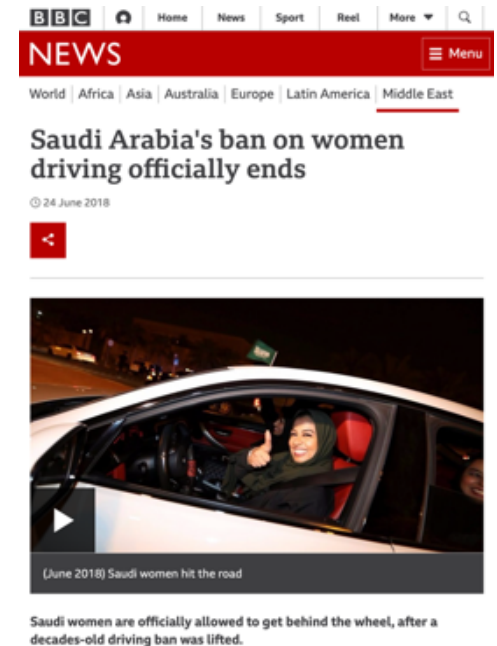 BBC Home News Sport Reel More
NEWS Menu
World Africa Asia Australia Europe Latin America Middle East
Saudi Arabia's ban on women
driving officially ends
24 June 2018
(June 2018) Saudi women hit the road
Saudi women are officially allowed to get behind the wheel, after a
decades-old driving ban was lifted.